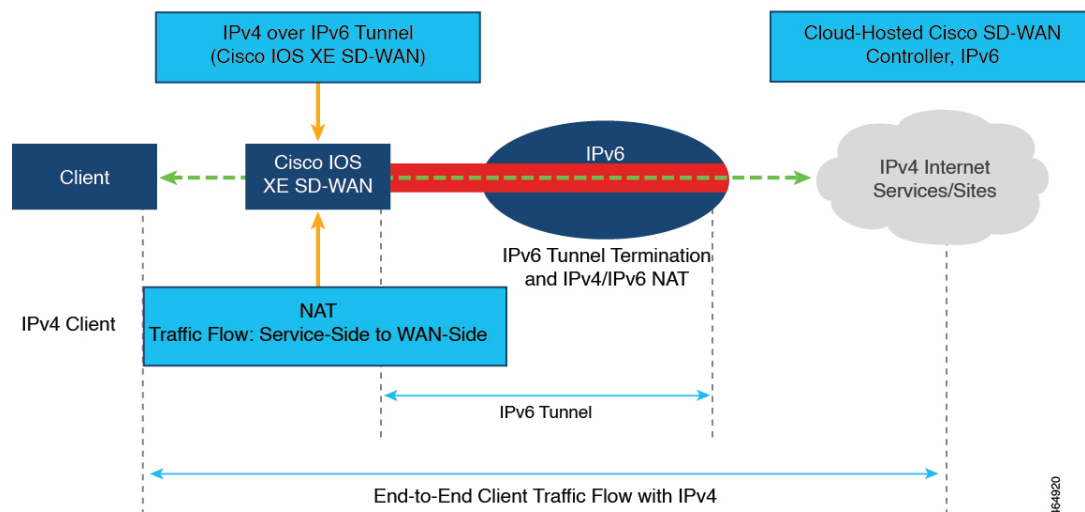 IPv4 over IPv6 Tunnel
(Cisco IOS XE SD-WAN)
Cloud-Hosted Cisco SD-WAN
Controller, IPv6
Client
Cisco IOS
XE SD-WAN
IPv6
IPv4 Internet
Services/Sites
IPv6 Tunnel Termination
and IPv4/IPv6 NAT
IPv4 Client
NAT
Traffic Flow: Service-Side to WAN-Side
IPv6 Tunnel
End-to-End Client Traffic Flow with IPv4
464920